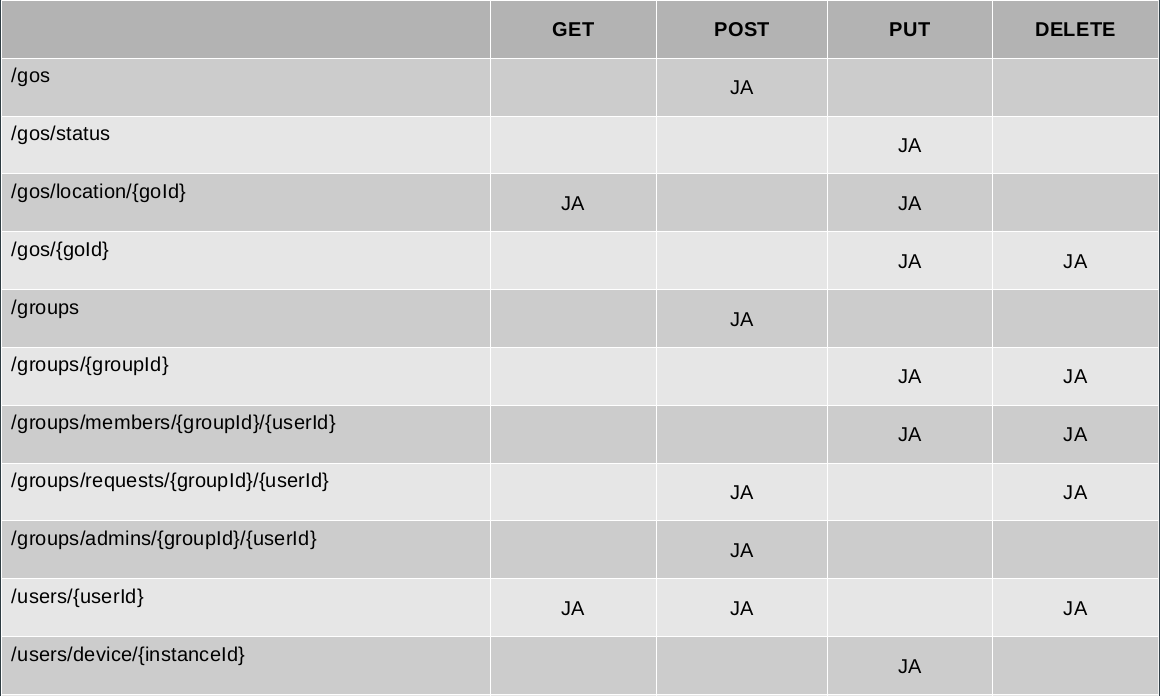 GET POST PUT DELETE
/gos JA
/gos/status JA
/gos/location/{goId} JA JA
/gos/{goId} JA JA
/groups JA
/groups/{groupId} JA JA
/groups/members/{groupId}/{userId} JA JA
/groups/requests/{groupId}/{userId} JA JA
/groups/admins/{groupId}/{userId} JA
/users/{userId} JA JA JA
/users/device/{instanceId} JA